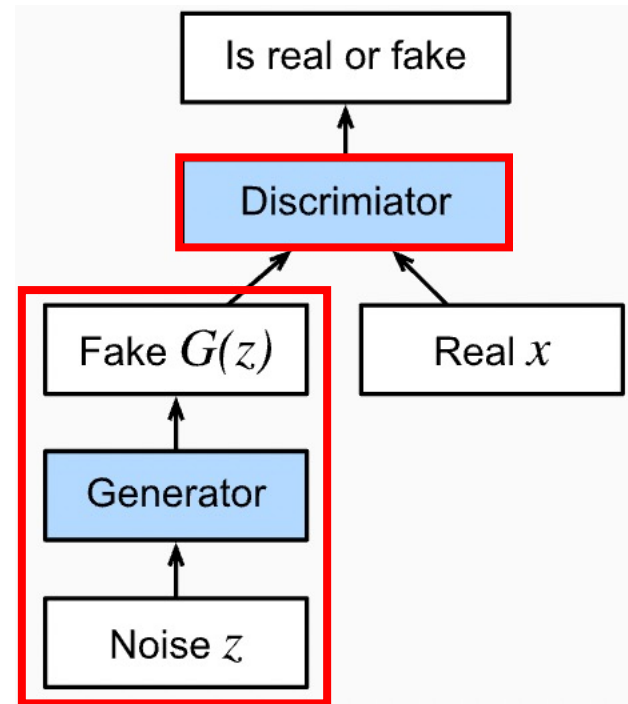 Is real or fake
Discrimiator
Fake G(z)
Real x
Generator
Noise z